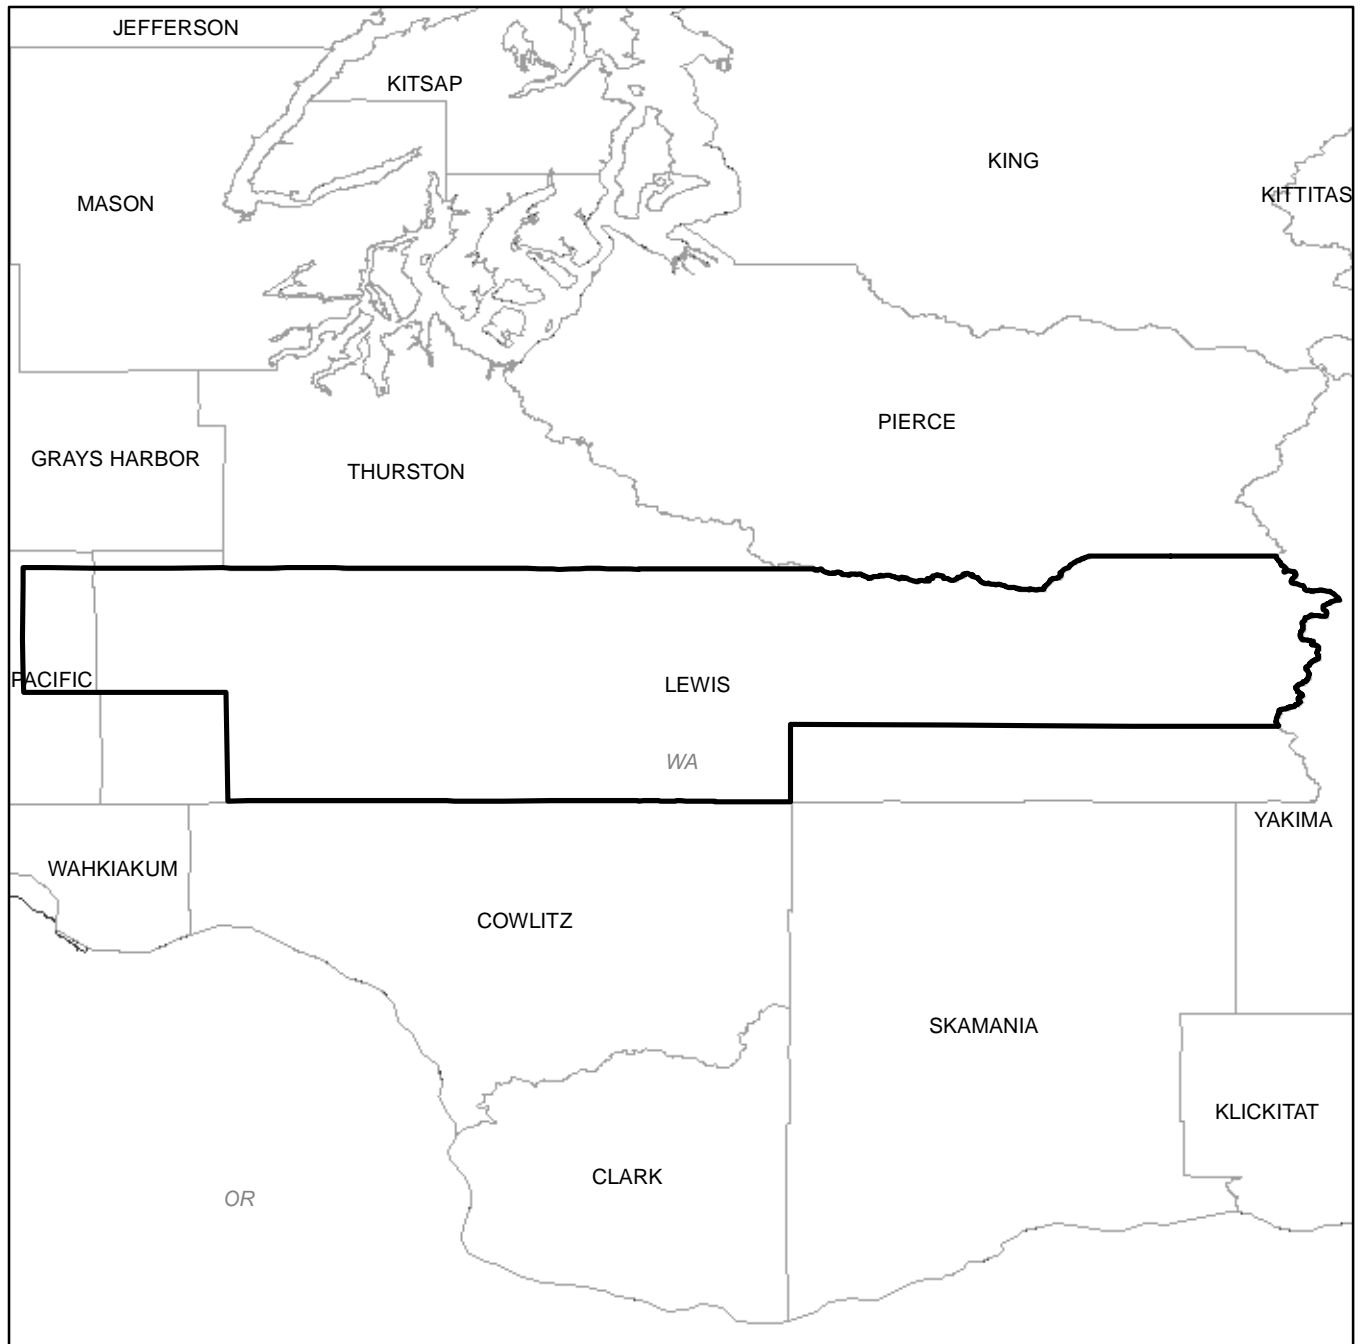 JEFFERSON
KITSAP
KING
KITTITAS
MASON
PIERCE
GRAYS HARBOR
THURSTON
PACIFIC
LEWIS
WA
YAKIMA
WAHKIAKUM
COWLITZ
SKAMANIA
KLICKITAT
CLARK
OR